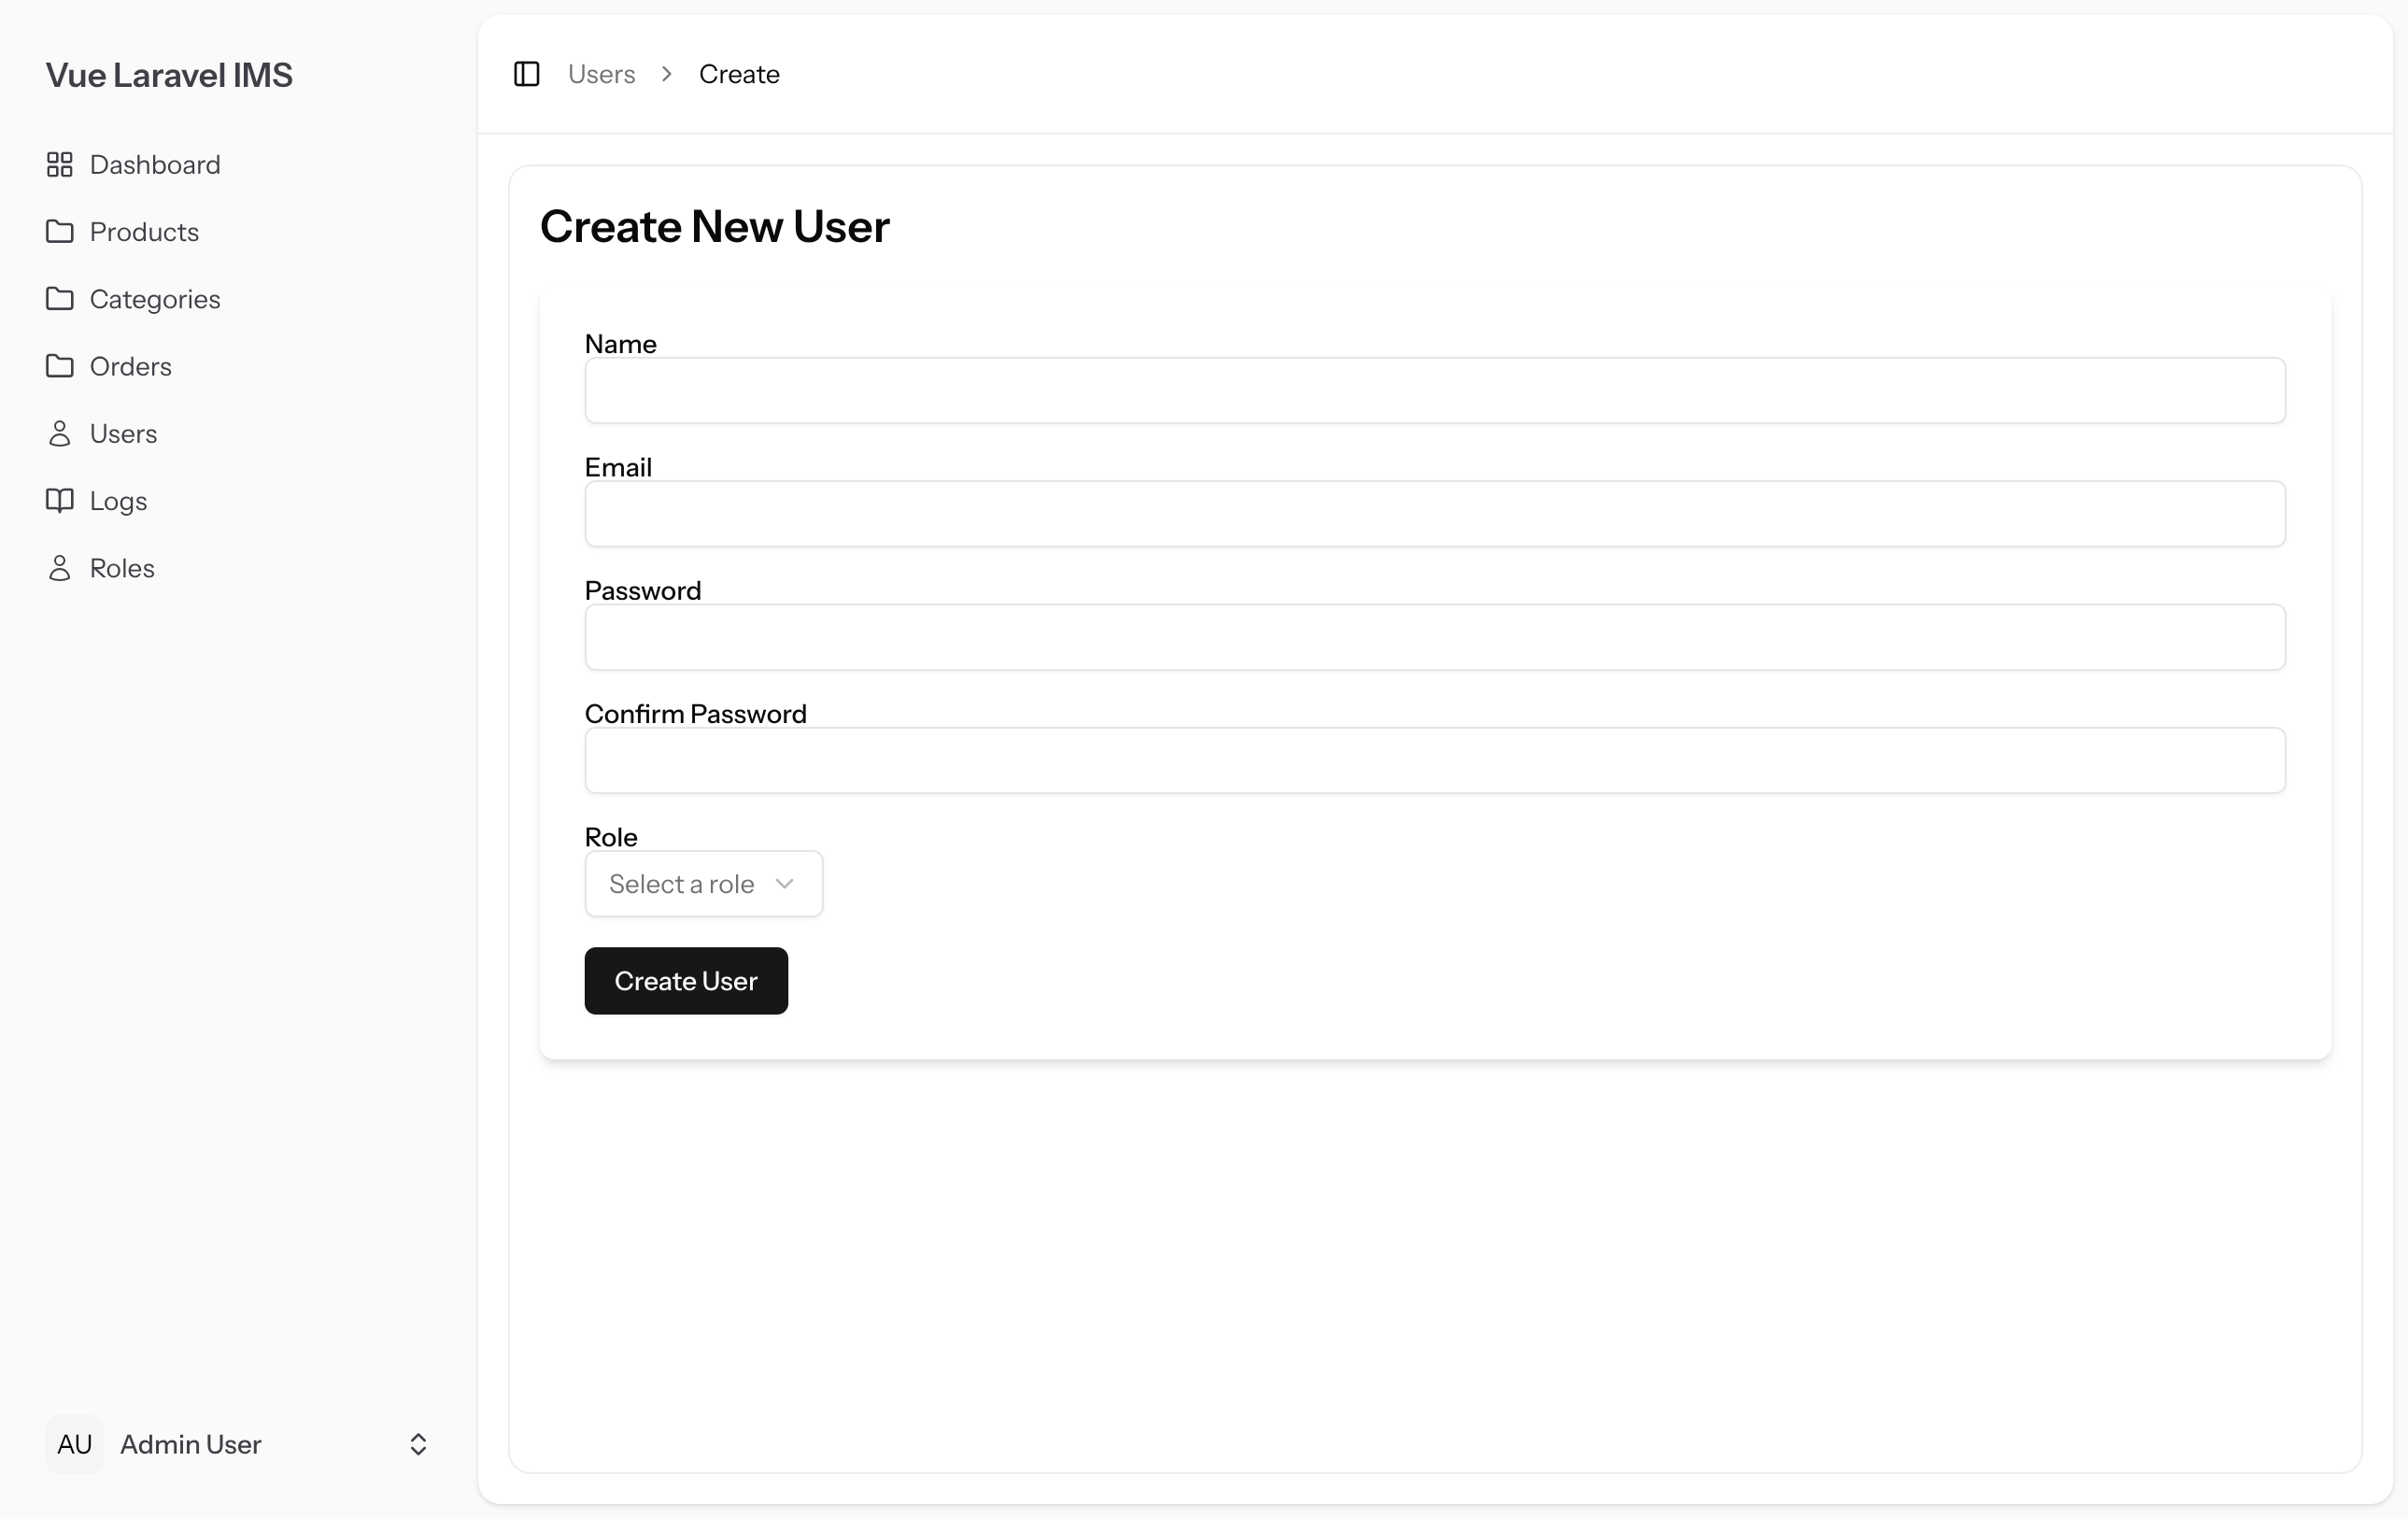 Vue Laravel IMS
Dashboard
Products
Categories
Orders
Users
Logs
Roles
AU Admin User
Users Create
Create New User
Name
Email
Password
Confirm Password
Role
Select a role
Create User